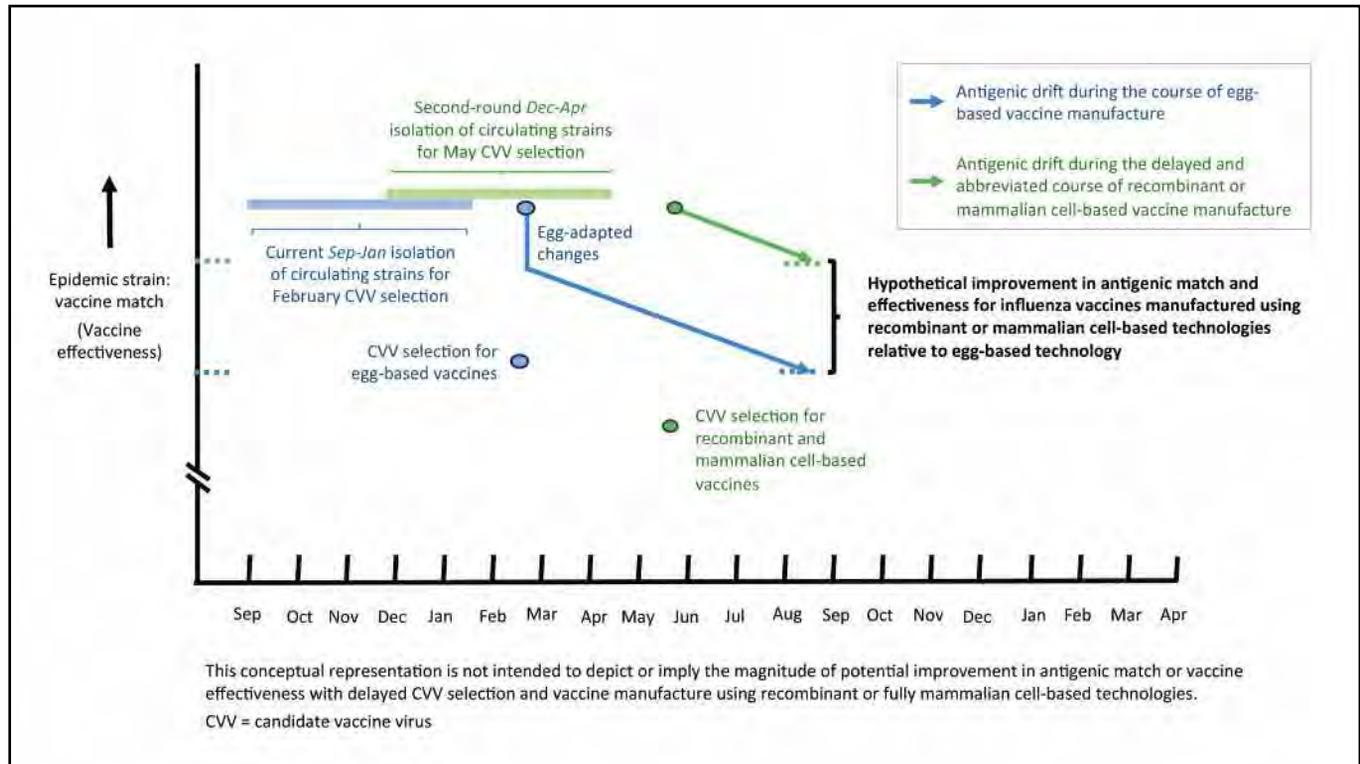 Second-round Dec-Apr
isolation of circulating strains
for May CVV selection
Antigenic drift during the course of egg-
based vaccine manufacture
Antigenic drift during the delayed and
abbreviated course of recombinant or
mammalian cell-based vaccine manufacture
Epidemic strain:
vaccine match
(Vaccine
effectiveness)
Current Sep-Jan isolation
of circulating strains for
February CVV selection
Egg-adapted
changes
Hypothetical improvement in antigenic match and
effectiveness for influenza vaccines manufactured using
recombinant or mammalian cell-based technologies
relative to egg-based technology
CVV selection for
egg-based vaccines
CVV selection for
recombinant and
mammalian cell-based
vaccines
Sep Oct Nov Dec Jan Feb Mar Apr May Jun Jul Aug Sep Oct Nov Dec Jan Feb Mar Apr
This conceptual representation is not intended to depict or imply the magnitude of potential improvement in antigenic match or vaccine
effectiveness with delayed CVV selection and vaccine manufacture using recombinant or fully mammalian cell-based technologies.
CVV = candidate vaccine virus